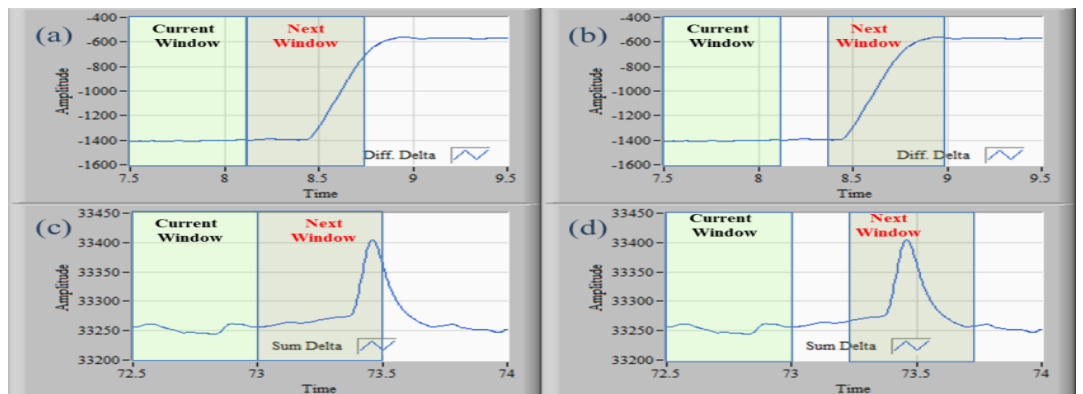 (a)
Current
Window
Next
Window
Amplitude
-400
-600
-800
-1000
-1200
-1400
-1600
Diff. Delta
7.5 8 8.5 9 9.5
Time
(b)
Current
Window
Next
Window
Amplitude
-400
-600
-800
-1000
-1200
-1400
-1600
Diff. Delta
7.5 8 8.5 9 9.5
Time
(c)
Current
Window
Next
Window
Amplitude
33450
33400
33350
33300
33250
33200
Sum Delta
72.5 73 73.5 74
Time
(d)
Current
Window
Next
Window
Amplitude
33450
33400
33350
33300
33250
33200
Sum Delta
72.5 73 73.5 74
Time